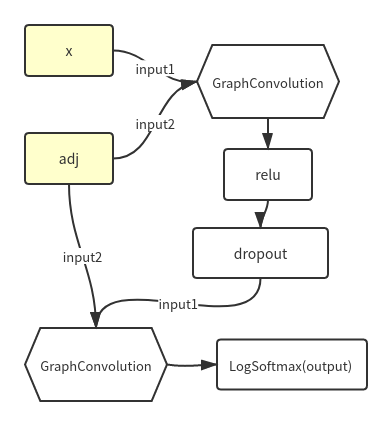 x
input1
GraphConvolution
input2
adj
relu
dropout
input2
input1
GraphConvolution
LogSoftmax(output)